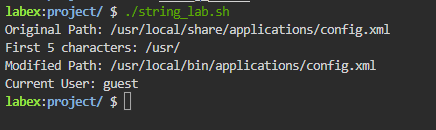 labex:project/ $ ./string_lab.sh
Original Path: /usr/local/share/applications/config.xml
First 5 characters: /usr/
Modified Path: /usr/local/bin/applications/config.xml
Current User: guest
labex:project/ $